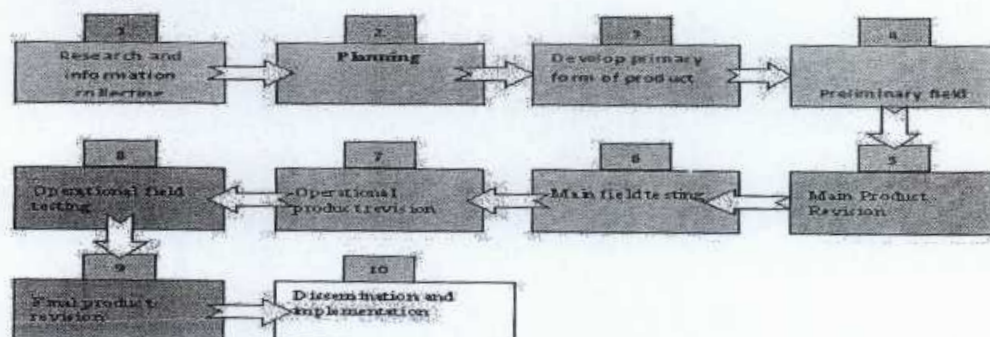 1
Research and
information
collecting
2
Planning
3
Develop primary
form of product
4
Preliminary field
5
Main Product
Revision
6
Main field testing
7
Operational
product revision
8
Operational field
testing
9
Final product
revision
10
Dissemination and
implementation